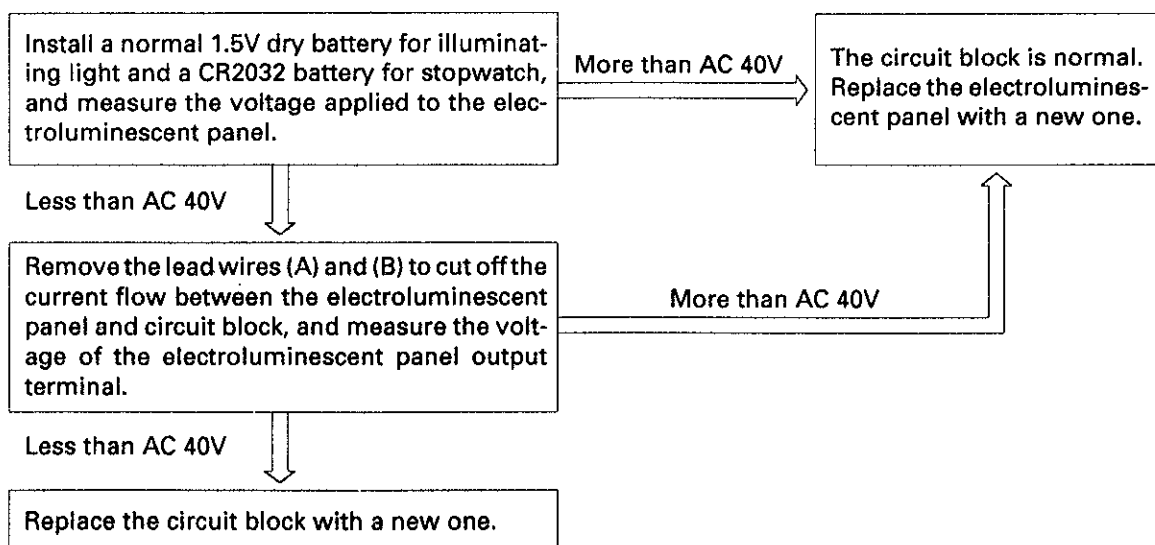 Install a normal 1.5V dry battery for illuminat-
ing light and a CR2032 battery for stopwatch,
and measure the voltage applied to the elec-
troluminescent panel.
More than AC 40V
The circuit block is normal.
Replace the electrolumines-
cent panel with a new one.
Less than AC 40V
Remove the lead wires (A) and (B) to cut off the
current flow between the electroluminescent
panel and circuit block, and measure the volt-
age of the electroluminescent panel output
terminal.
More than AC 40V
Less than AC 40V
Replace the circuit block with a new one.